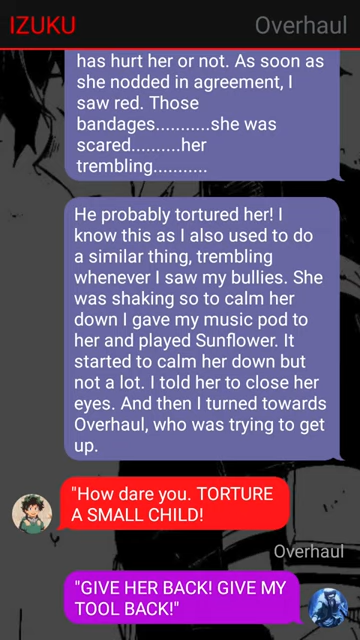 IZUKU
Overhaul
has hurt her or not. As soon as
she nodded in agreement, I
saw red. Those
bandages...........she was
scared..........her
trembling...........
He probably tortured her! I
know this as I also used to do
a similar thing, trembling
whenever I saw my bullies. She
was shaking so to calm her
down I gave my music pod to
her and played Sunflower. It
started to calm her down but
not a lot. I told her to close her
eyes. And then I turned towards
Overhaul, who was trying to get
up.
"How dare you. TORTURE
A SMALL CHILD!
Overhaul
"GIVE HER BACK! GIVE MY
TOOL BACK!"